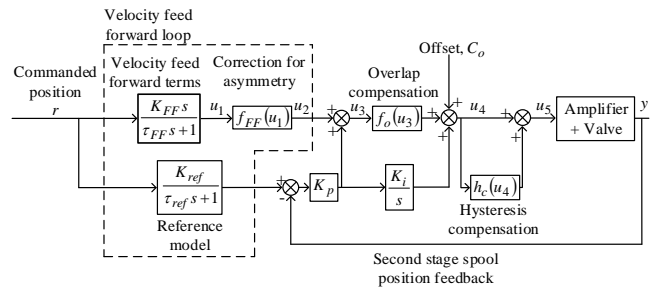 Velocity feed
forward loop
Velocity feed
forward terms
Correction for
asymmetry
Commanded
position
r
K_FF s
τ_FF s+1
u_1
f_FF(u_1)
u_2
u_3
Overlap
compensation
f_o(u_3)
Offset, C_o
u_4
u_5
Amplifier
+ Valve
y
+
+
+
+
+
+
+
K_ref
τ_ref s+1
Reference
model
+
-
K_p
K_i
s
h_c(u_4)
Hysteresis
compensation
Second stage spool
position feedback